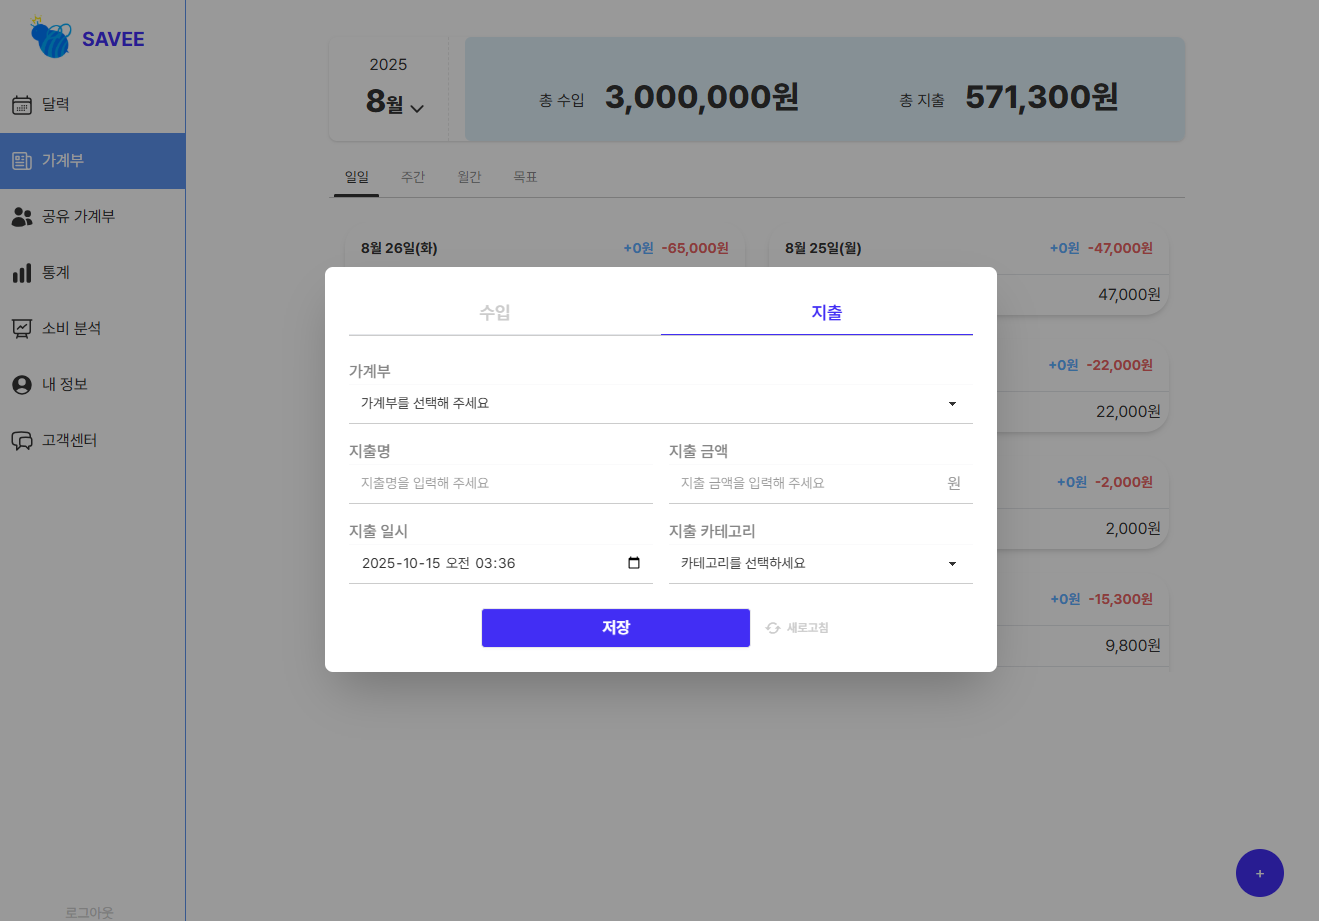 SAVEE
달력
가계부
공유 가계부
통계
소비 분석
내 정보
고객센터
로그아웃
2025
8월
총 수입 3,000,000원
총 지출 571,300원
일일 주간 월간 목표
8월 26일(화) +0원 -65,000원
8월 25일(월) +0원 -47,000원
47,000원
+0원 -22,000원
22,000원
+0원 -2,000원
2,000원
+0원 -15,300원
9,800원
수입 지출
가계부
가계부를 선택해 주세요
지출명 지출 금액
지출명을 입력해 주세요 지출 금액을 입력해 주세요 원
지출 일시 지출 카테고리
2025-10-15 오전 03:36 카테고리를 선택하세요
저장 새로고침
+